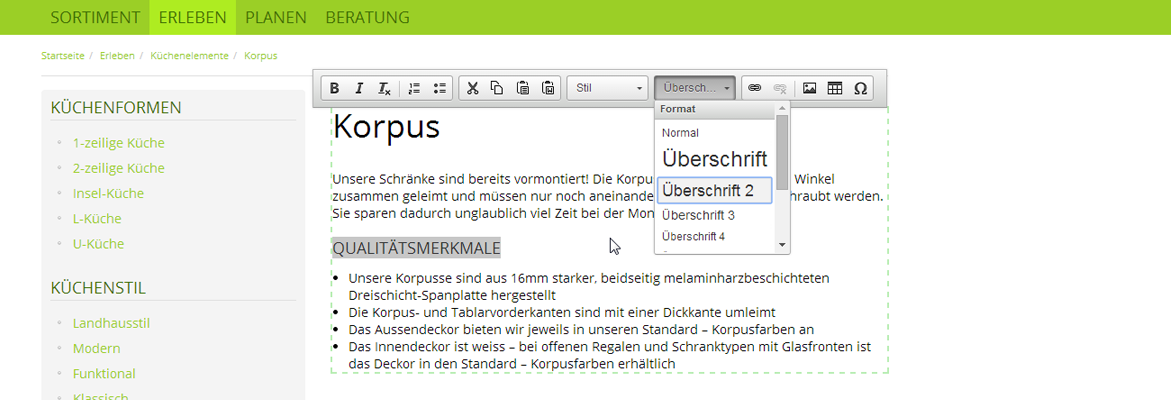 SORTIMENT ERLEBEN PLANEN BERATUNG
Startseite / Erleben / Küchenelemente / Korpus
KÜCHENFORMEN
1-zeilige Küche
2-zeilige Küche
Insel-Küche
L-Küche
U-Küche
KÜCHENSTIL
Landhausstil
Modern
Funktional
Klassisch
B I Tx Stil Übersch... Ω
Format
Normal
Überschrift
Überschrift 2
Überschrift 3
Überschrift 4
Korpus
Unsere Schränke sind bereits vormontiert! Die Korpu Winkel
zusammen geleimt und müssen nur noch aneinande hraubt werden.
Sie sparen dadurch unglaublich viel Zeit bei der Mon
QUALITÄTSMERKMALE
Unsere Korpusse sind aus 16mm starker, beidseitig melaminharzbeschichteten
Dreischicht-Spanplatte hergestellt
Die Korpus- und Tablarvorderkanten sind mit einer Dickkante umleimt
Das Aussendeckor bieten wir jeweils in unseren Standard – Korpusfarben an
Das Innendeckor ist weiss – bei offenen Regalen und Schranktypen mit Glasfronten ist
das Deckor in den Standard – Korpusfarben erhältlich